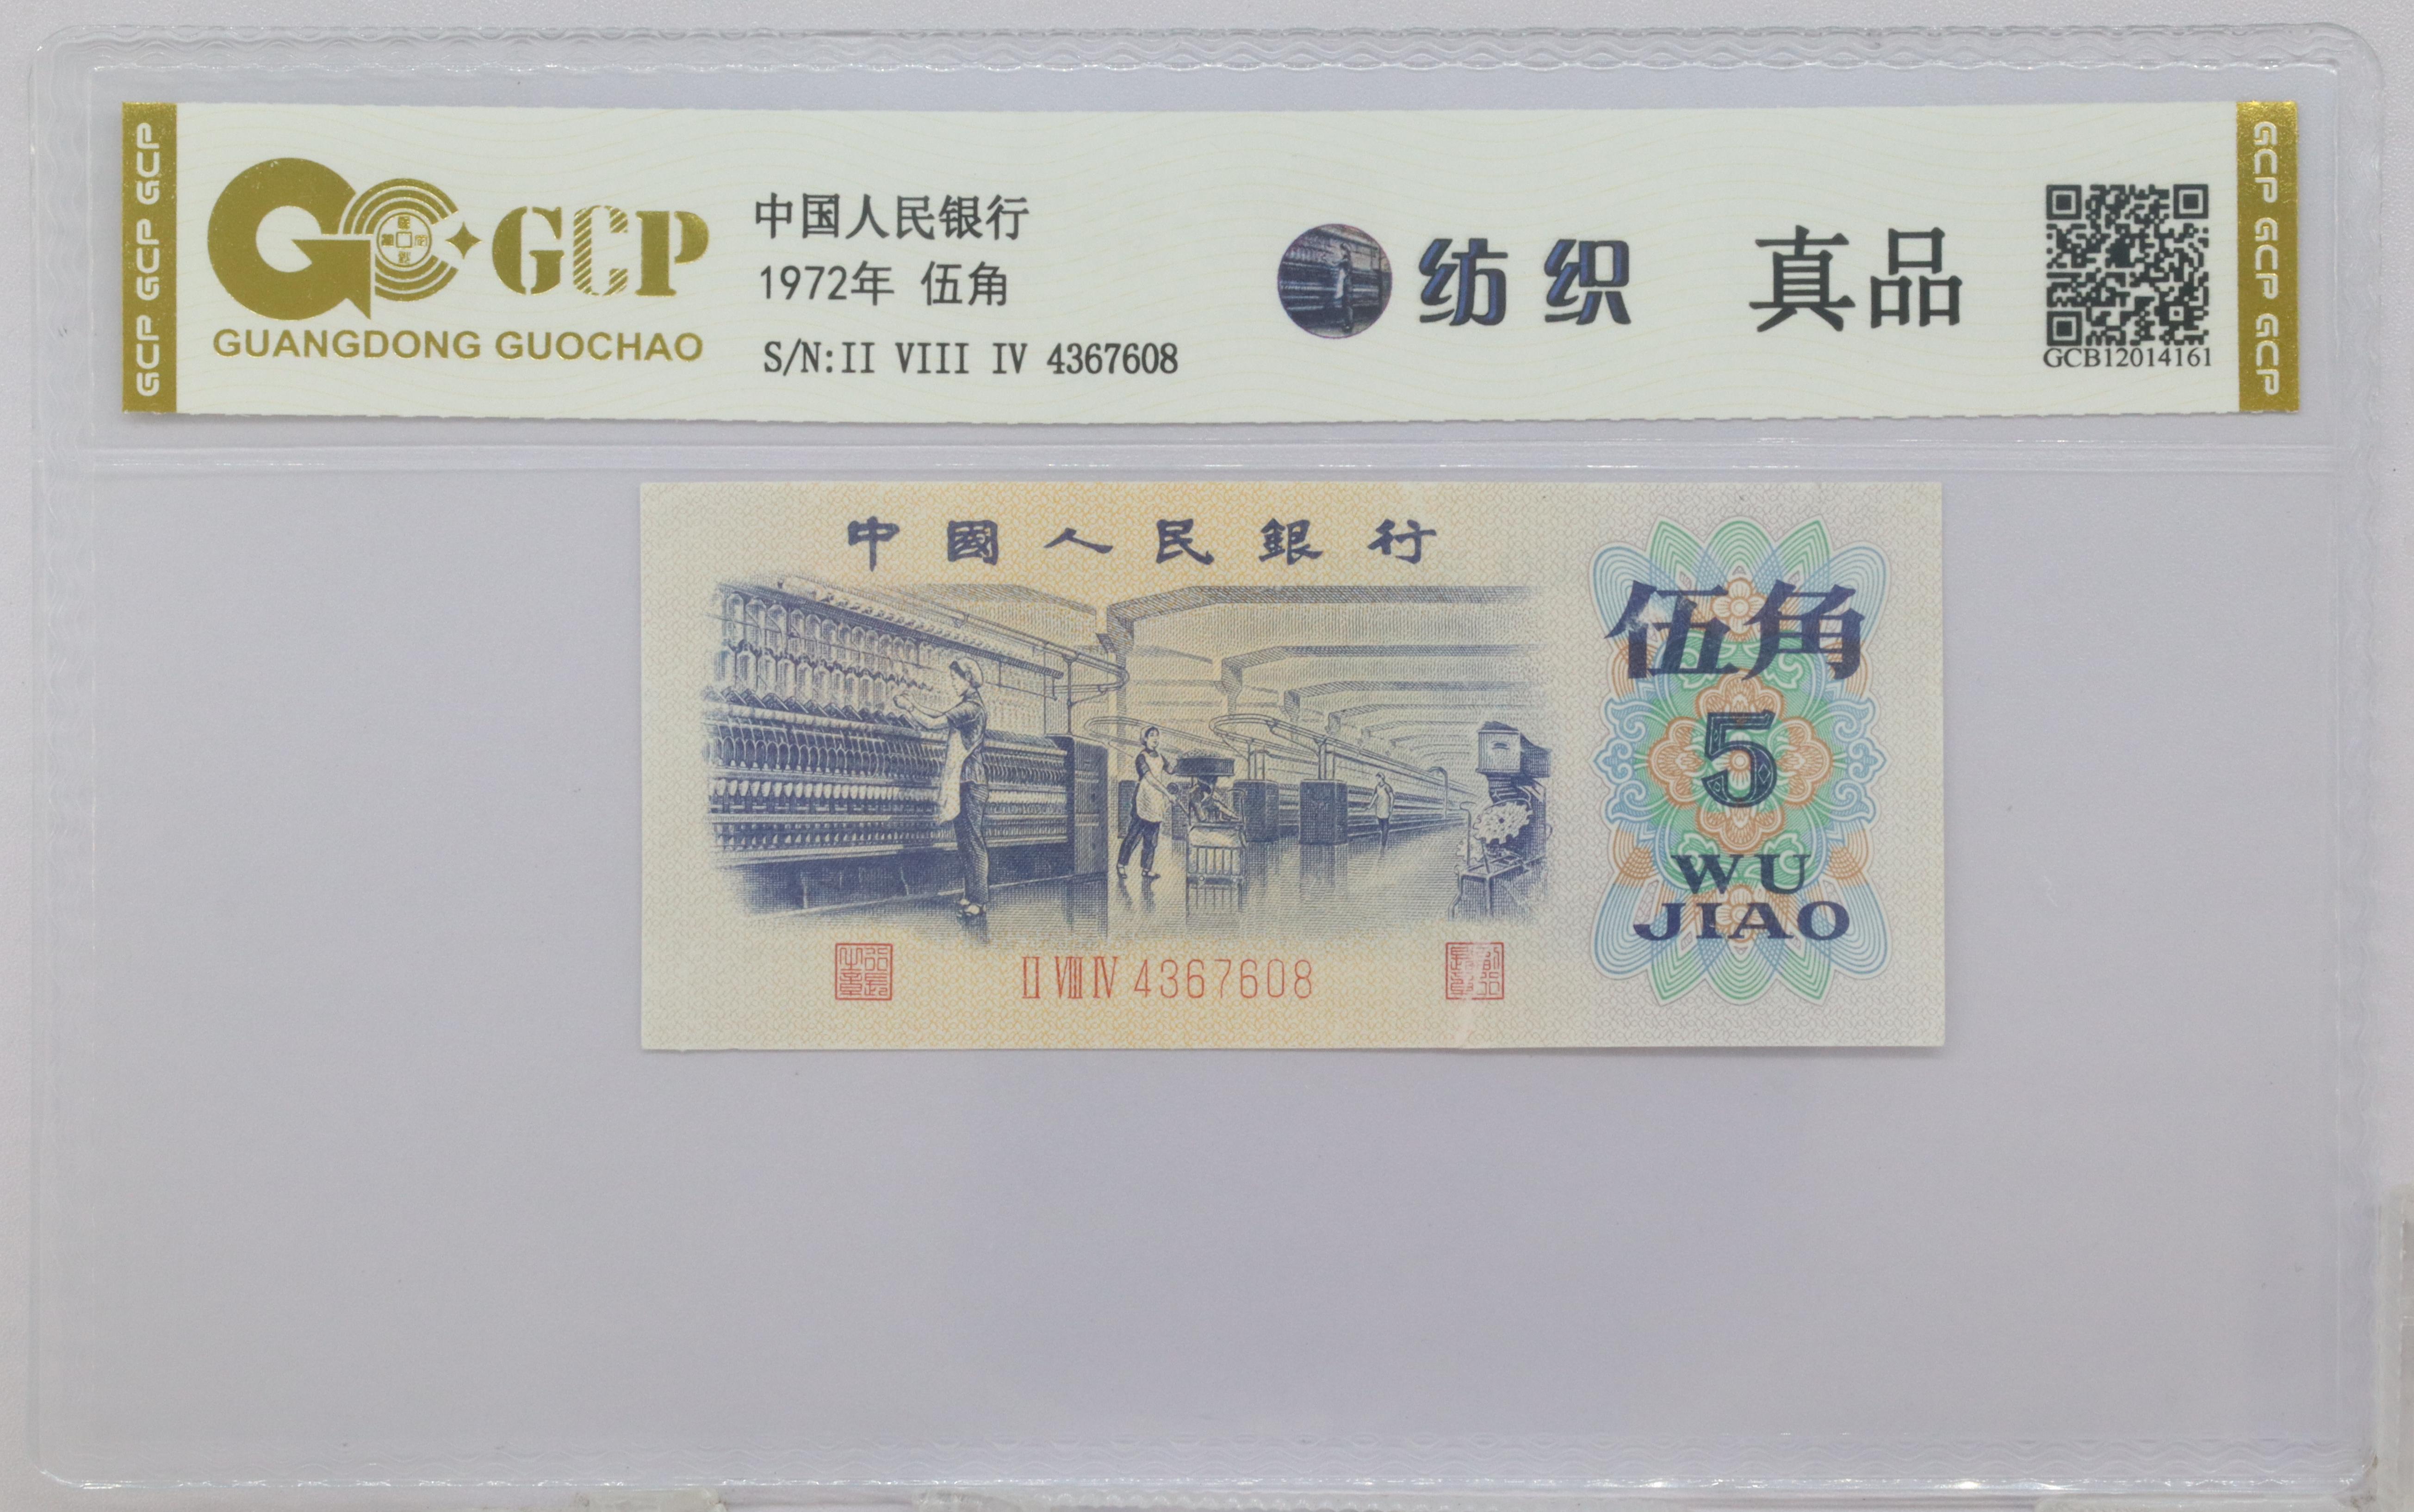 GCP GCP GCP
GCP
GUANGDONG GUOCHAO
中国人民银行
1972年 伍角
S/N:II VIII IV 4367608
纺织
真品
GCB12014161
GCP GCP GCP
中國人民銀行
伍角
5
WU
JIAO
II VIII IV 4367608